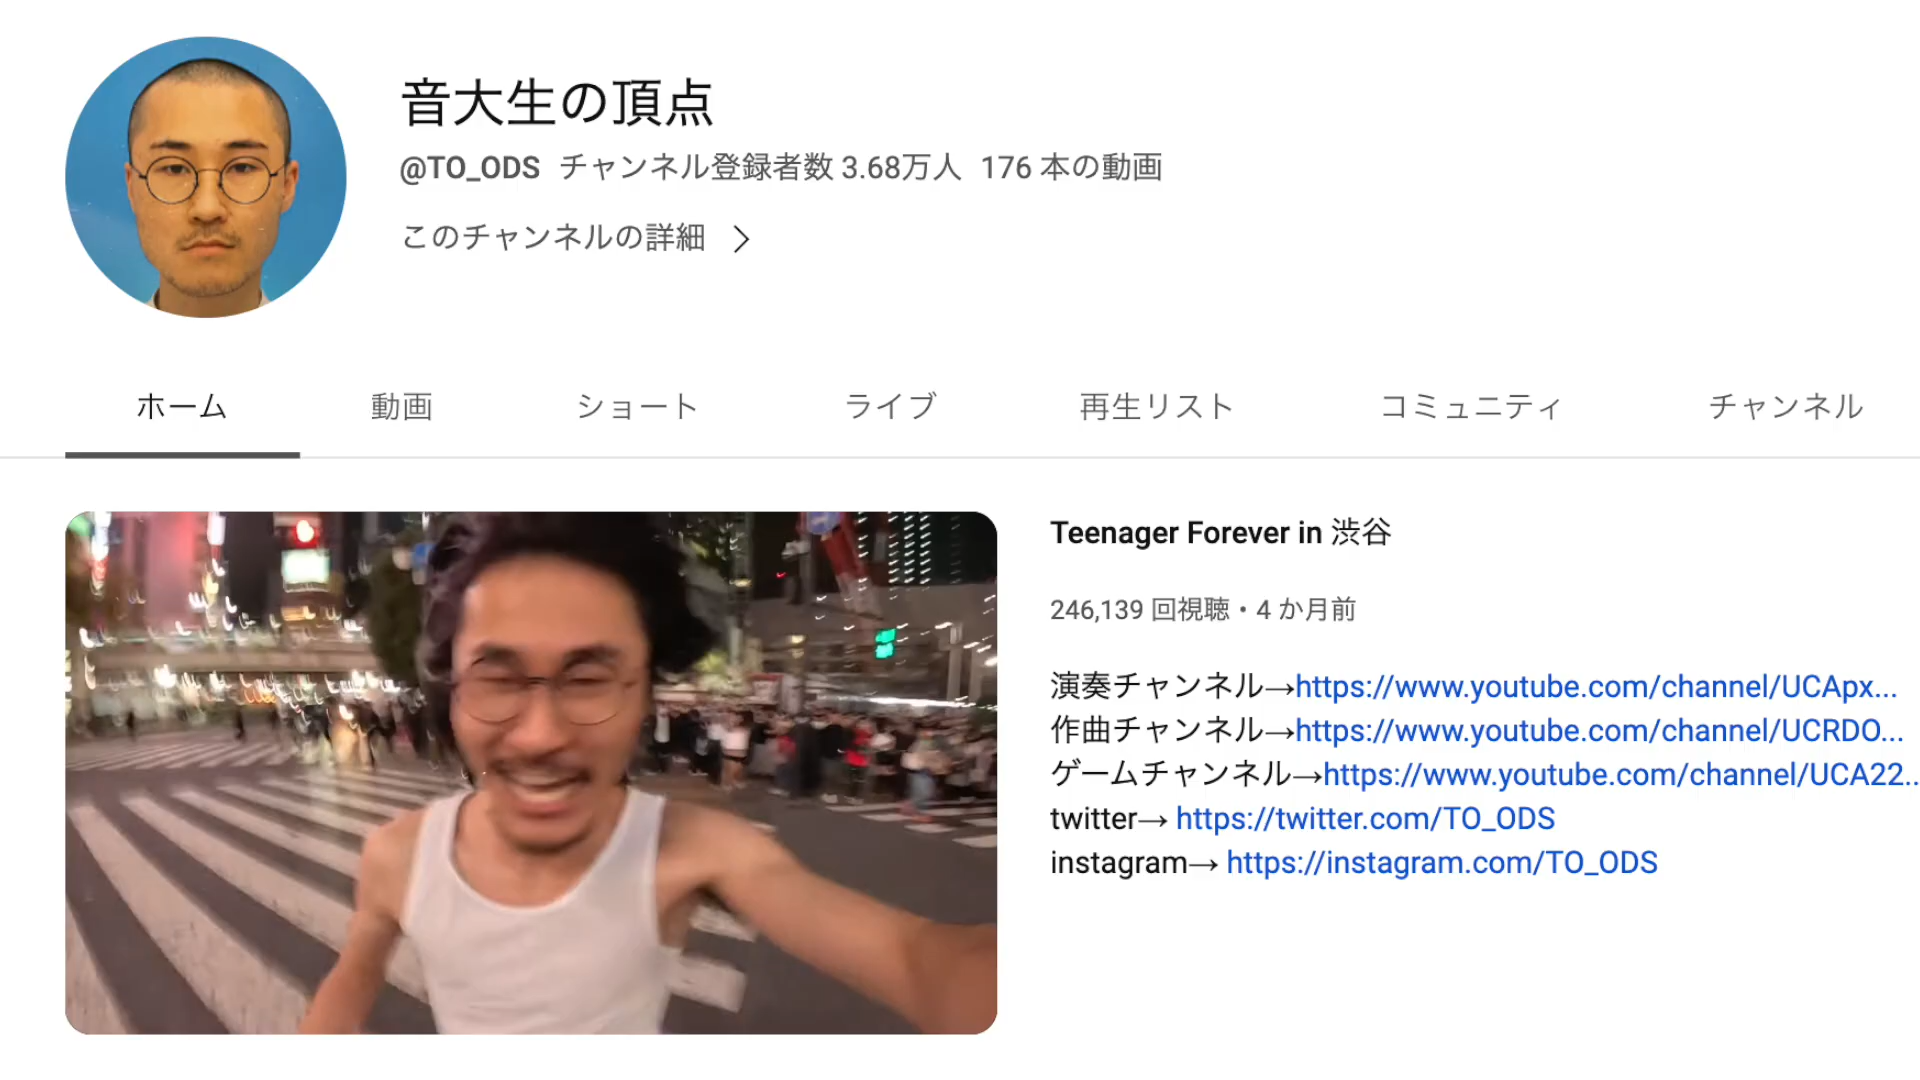 音大生の頂点
@TO_ODS チャンネル登録者数 3.68万人 176 本の動画
このチャンネルの詳細 >
ホーム 動画 ショート ライブ 再生リスト コミュニティ チャンネル
Teenager Forever in 渋谷
246,139 回視聴・4 か月前
演奏チャンネル→https://www.youtube.com/channel/UCApx...
作曲チャンネル→https://www.youtube.com/channel/UCRDO...
ゲームチャンネル→https://www.youtube.com/channel/UCA22..
twitter→ https://twitter.com/TO_ODS
instagram→ https://instagram.com/TO_ODS